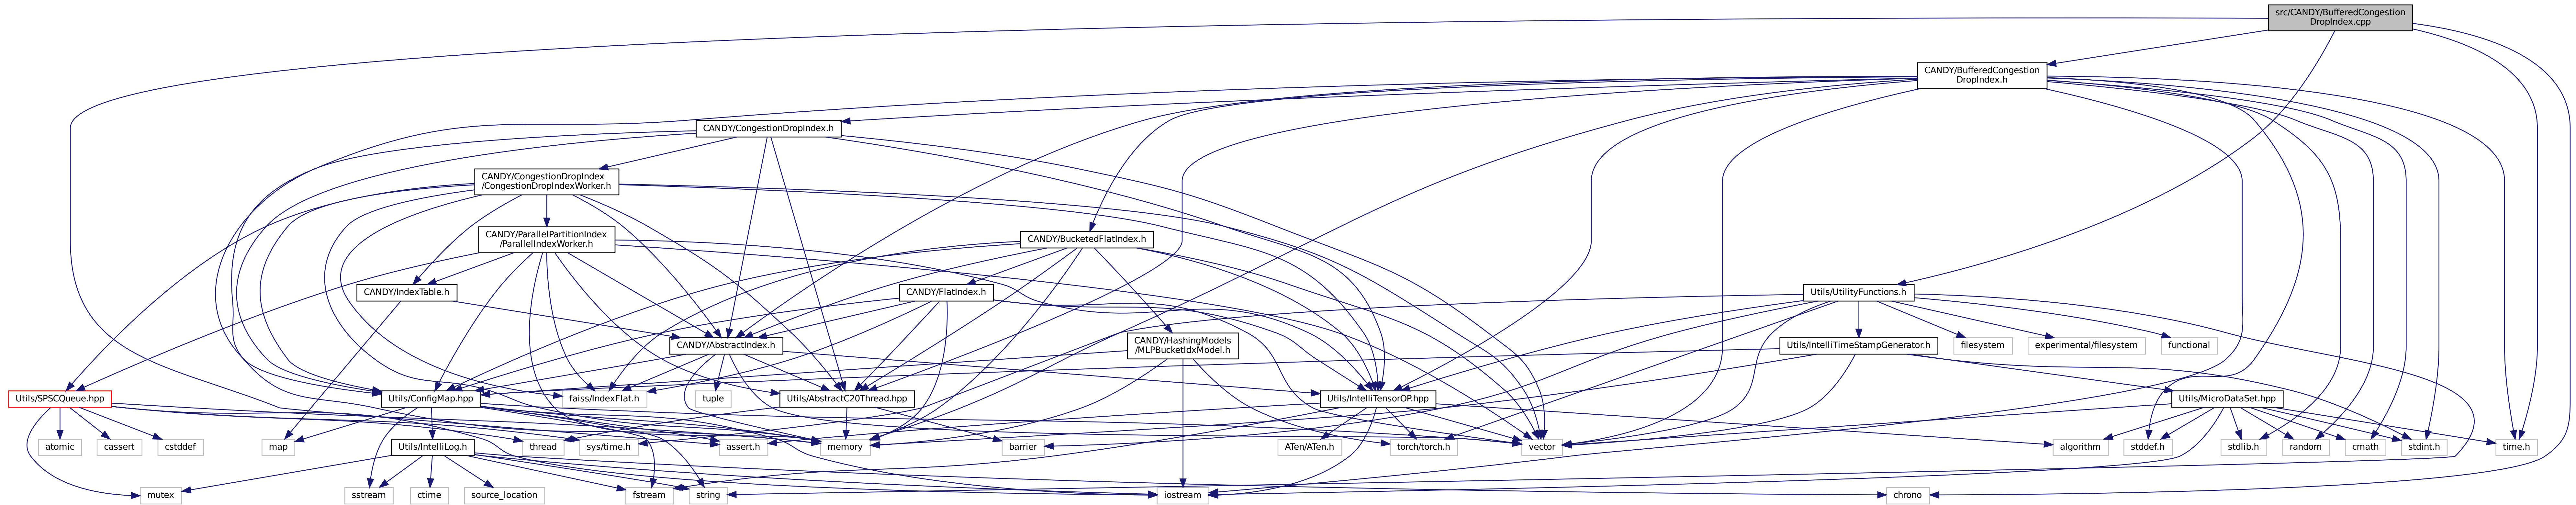 src/CANDY/BufferedCongestion
DropIndex.cpp
CANDY/BufferedCongestion
DropIndex.h
CANDY/CongestionDropIndex.h
CANDY/CongestionDropIndex
/CongestionDropIndexWorker.h
CANDY/ParallelPartitionIndex
/ParallelIndexWorker.h
CANDY/BucketedFlatIndex.h
CANDY/IndexTable.h
CANDY/FlatIndex.h
Utils/UtilityFunctions.h
CANDY/AbstractIndex.h
CANDY/HashingModels
/MLPBucketIdxModel.h
Utils/IntelliTimeStampGenerator.h
filesystem
experimental/filesystem
functional
Utils/SPSCQueue.hpp
Utils/ConfigMap.hpp
faiss/IndexFlat.h
tuple
Utils/AbstractC20Thread.hpp
Utils/IntelliTensorOP.hpp
Utils/MicroDataSet.hpp
atomic
cassert
cstddef
map
Utils/IntelliLog.h
thread
sys/time.h
assert.h
memory
barrier
ATen/ATen.h
torch/torch.h
vector
algorithm
stddef.h
stdlib.h
random
cmath
stdint.h
time.h
mutex
sstream
ctime
source_location
fstream
string
iostream
chrono